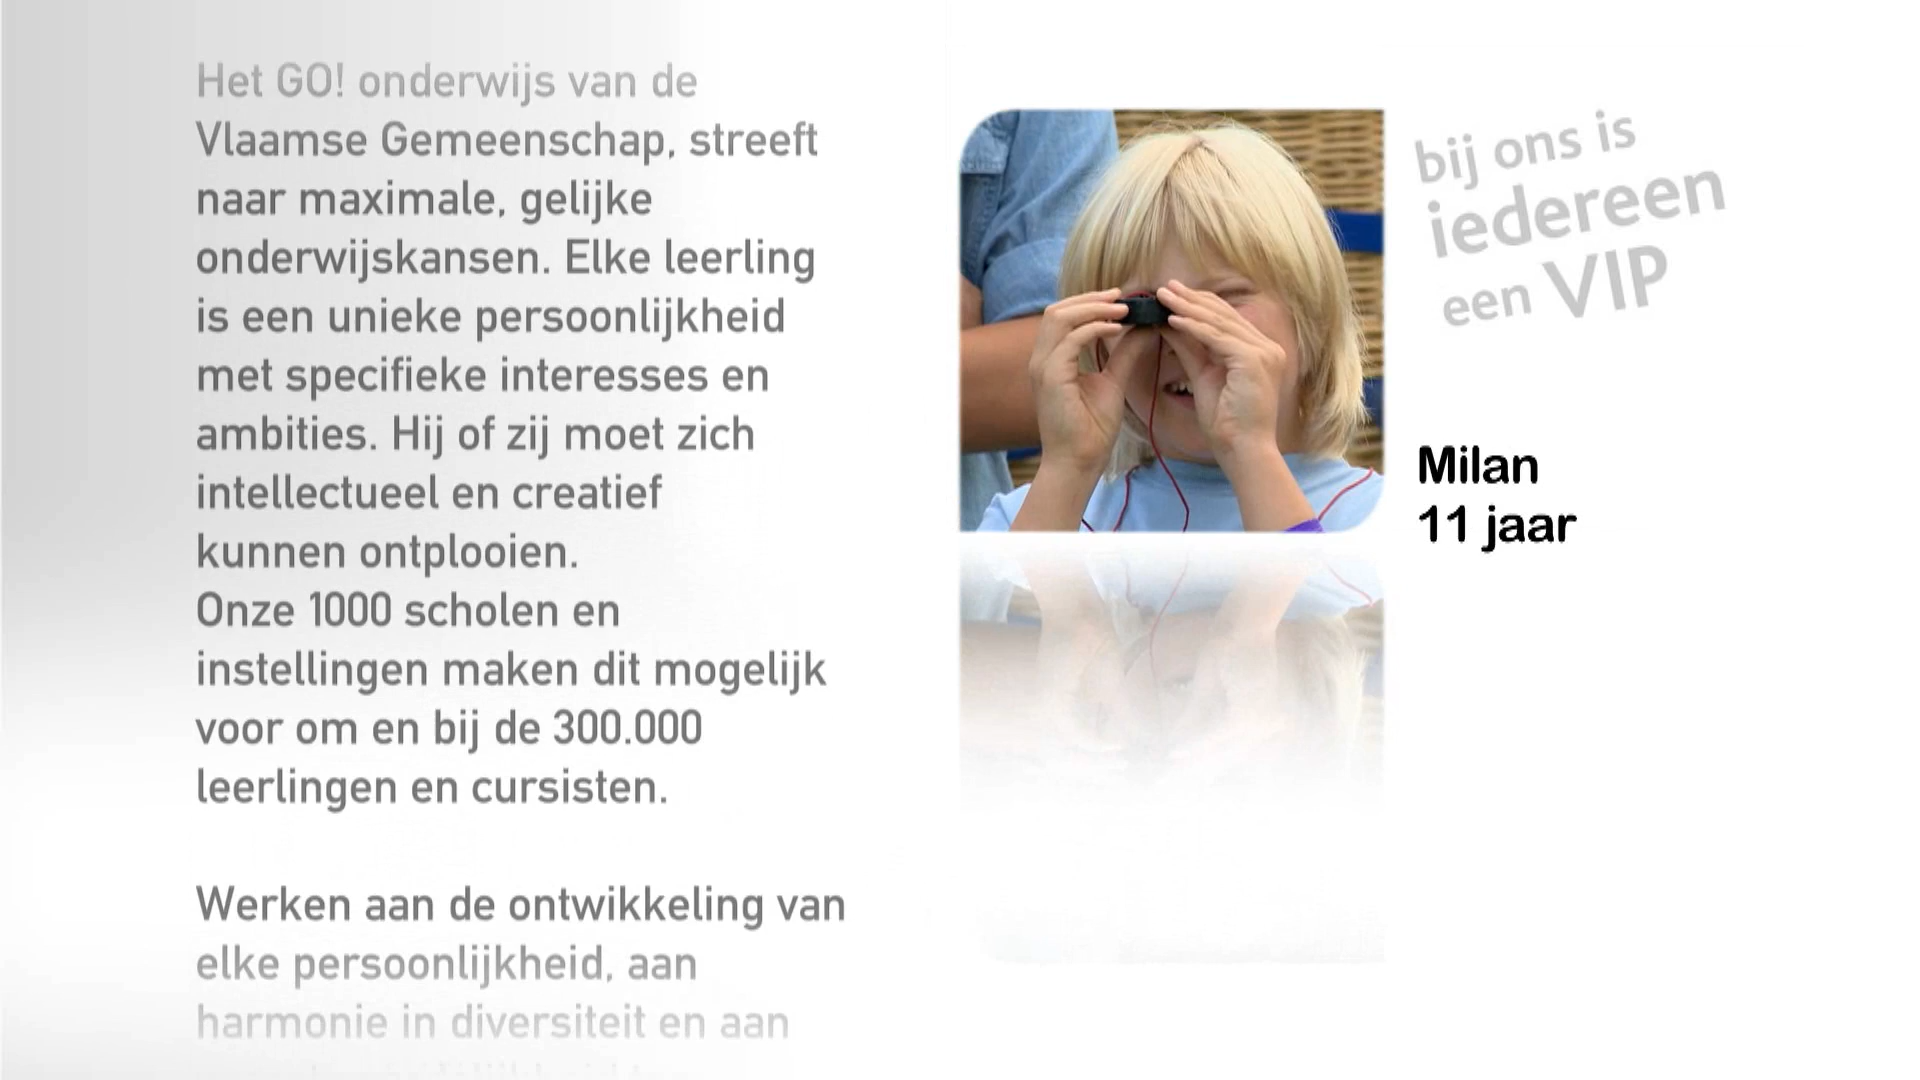 Het GO! onderwijs van de
Vlaamse Gemeenschap, streeft
naar maximale, gelijke
onderwijskansen. Elke leerling
is een unieke persoonlijkheid
met specifieke interesses en
ambities. Hij of zij moet zich
intellectueel en creatief
kunnen ontplooien.
Onze 1000 scholen en
instellingen maken dit mogelijk
voor om en bij de 300.000
leerlingen en cursisten.
Werken aan de ontwikkeling van
elke persoonlijkheid, aan
harmonie in diversiteit en aan
bij ons is
iedereen
een VIP
Milan
11 jaar